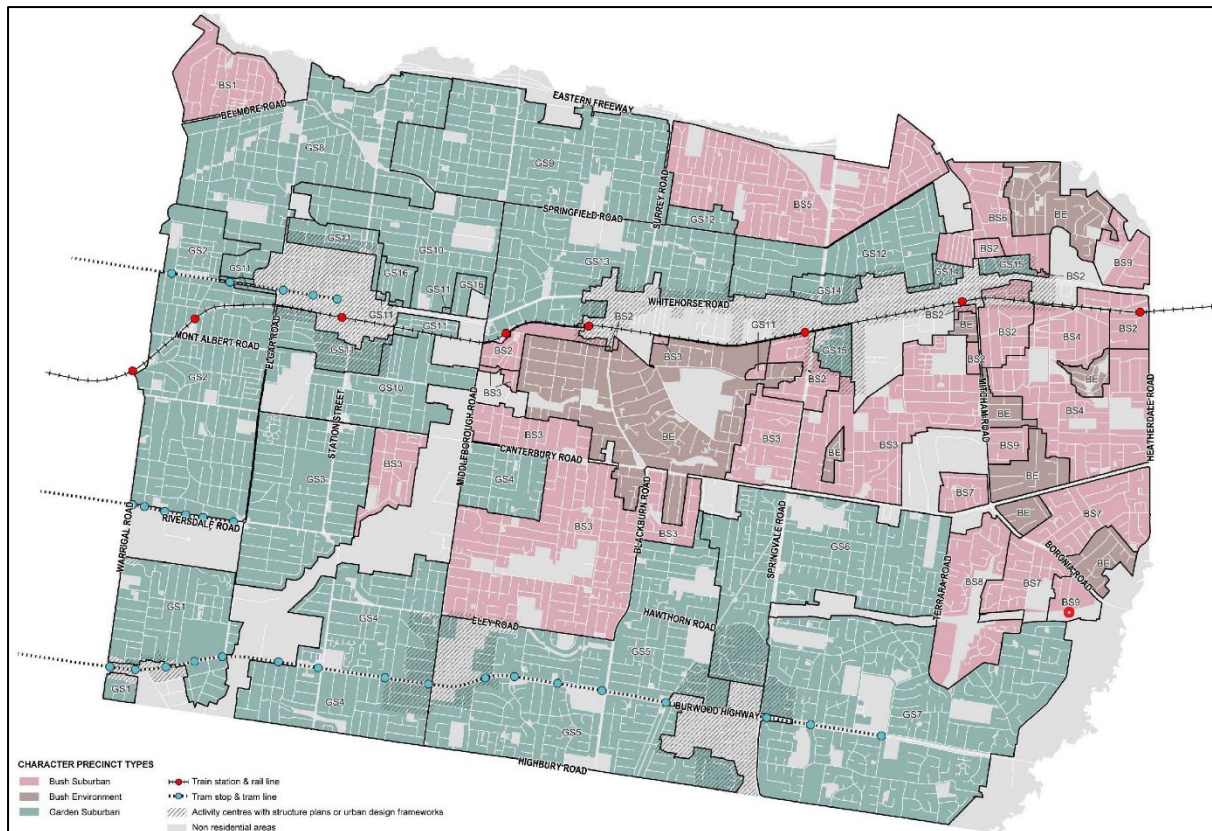 EASTERN FREEWAY
BS1
BELMORE ROAD
GS8
GS9
SURREY ROAD
BS5
SPRINGFIELD ROAD
GS12
BS6
BE
BS2
BS9
GS2
GS11
GS11
GS10
GS16
GS11
GS16
GS13
GS12
GS14
GS15
BS2
WHITEHORSE ROAD
GS14
BS2
MONT ALBERT ROAD
ELGAR ROAD
GS11
GS11
GS11
BS2
BS2
BS3
GS11
GS15
BS2
BE
BS2
BS2
BS4
BS2
GS2
GS10
BS3
BE
BS2
MITCHAM ROAD
BE
BS4
HEATHERDALE ROAD
STATION STREET
MIDDLEBOROUGH ROAD
BS3
CANTERBURY ROAD
BS3
BE
BS3
BE
BS9
BE
GS3
BS3
GS4
BLACKBURN ROAD
BS3
BS3
BS7
BE
BS7
WARRIGAL ROAD
RIVERSDALE ROAD
SPRINGVALE ROAD
GS6
TERRARA ROAD
BS8
BS7
BORONIA ROAD
BE
BS9
GS1
GS4
ELEY ROAD
HAWTHORN ROAD
GS5
GS1
GS4
GS5
BURWOOD HIGHWAY
GS7
HIGHBURY ROAD
CHARACTER PRECINCT TYPES
Bush Suburban
Bush Environment
Garden Suburban
Train station & rail line
Tram stop & tram line
Activity centres with structure plans or urban design frameworks
Non residential areas